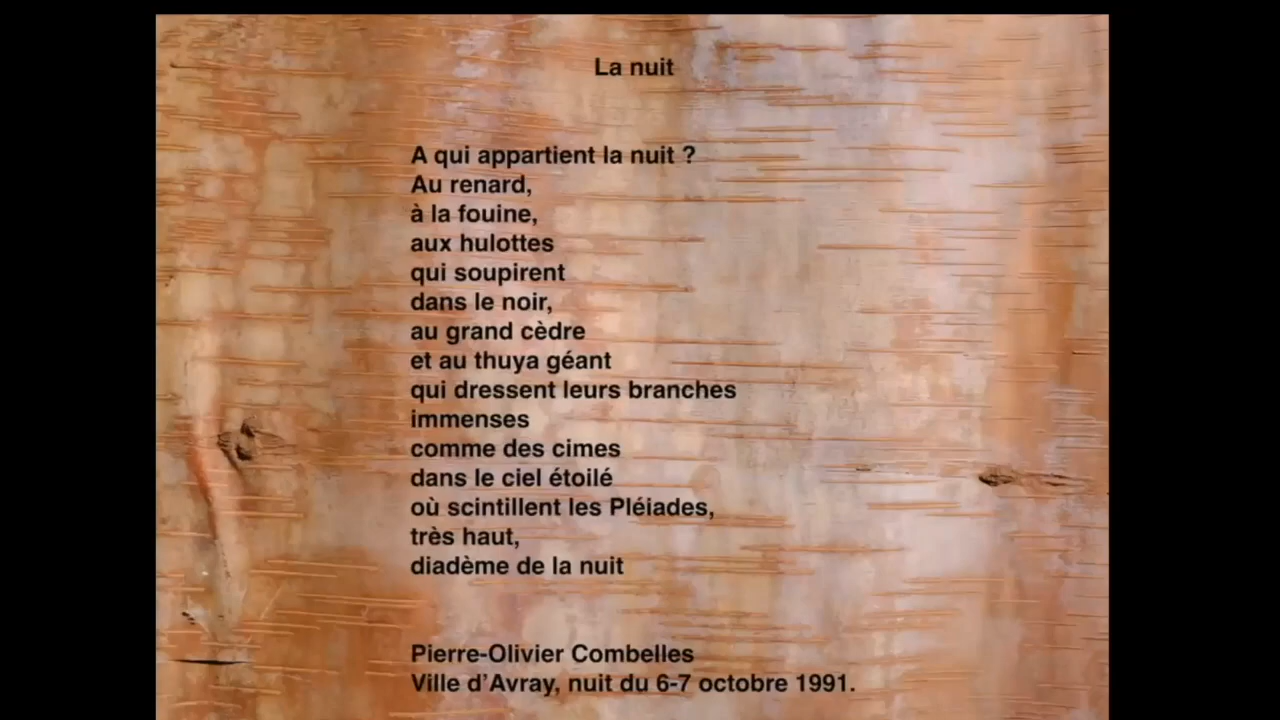 La nuit
A qui appartient la nuit ?
Au renard,
à la fouine,
aux hulottes
qui soupirent
dans le noir,
au grand cèdre
et au thuya géant
qui dressent leurs branches
immenses
comme des cimes
dans le ciel étoilé
où scintillent les Pléiades,
très haut,
diadème de la nuit
Pierre-Olivier Combelles
Ville d’Avray, nuit du 6-7 octobre 1991.